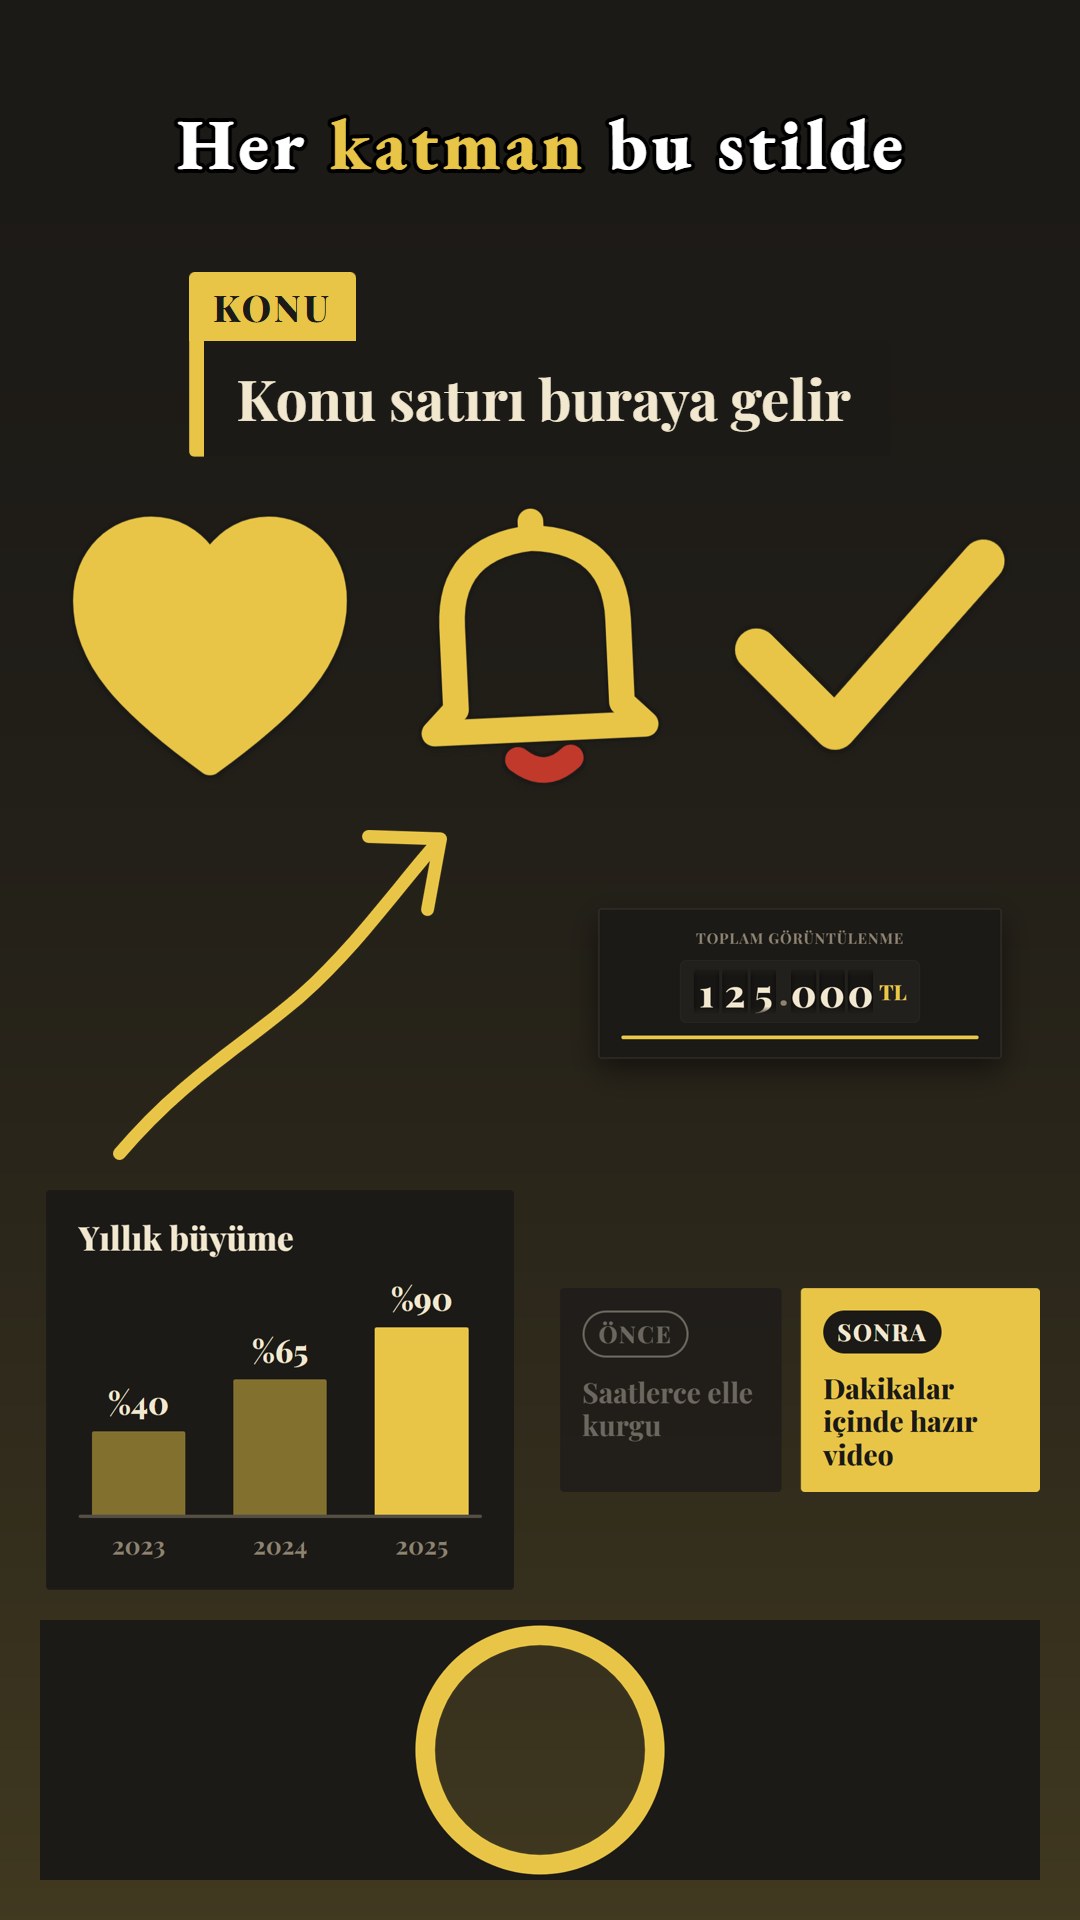 Her katman bu stilde
KONU
Konu satırı buraya gelir
TOPLAM GÖRÜNTÜLENME
125.000 TL
Yıllık büyüme
%40
%65
%90
2023
2024
2025
ÖNCE
Saatlerce elle
kurgu
SONRA
Dakikalar
içinde hazır
video